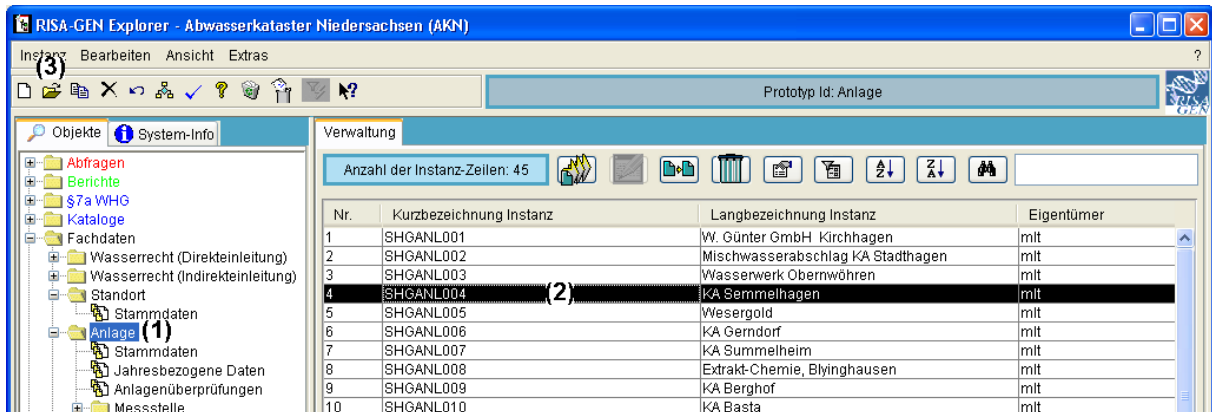 RISA-GEN Explorer - Abwasserkataster Niedersachsen (AKN)
Instanz Bearbeiten Ansicht Extras ?
(3)
Prototyp Id: Anlage
RISA-GEN
Objekte System-Info Verwaltung
Abfragen
Berichte
§7a WHG
Kataloge
Fachdaten
Wasserrecht (Direkteinleitung)
Wasserrecht (Indirekteinleitung)
Standort
Stammdaten
Anlage (1)
Stammdaten
Jahresbezogene Daten
Anlagenüberprüfungen
Messstelle
Anzahl der Instanz-Zeilen: 45
Nr. Kurzbezeichnung Instanz Langbezeichnung Instanz Eigentümer
1 SHGANL001 W. Günter GmbH Kirchhagen mlt
2 SHGANL002 Mischwasserabschlag KA Stadthagen mlt
3 SHGANL003 Wasserwerk Obernwöhren mlt
4 SHGANL004 (2) KA Semmelhagen mlt
5 SHGANL005 Wesergold mlt
6 SHGANL006 KA Gerndorf mlt
7 SHGANL007 KA Summelheim mlt
8 SHGANL008 Extrakt-Chemie, Blyinghausen mlt
9 SHGANL009 KA Berghof mlt
10 SHGANL010 KA Basta mlt